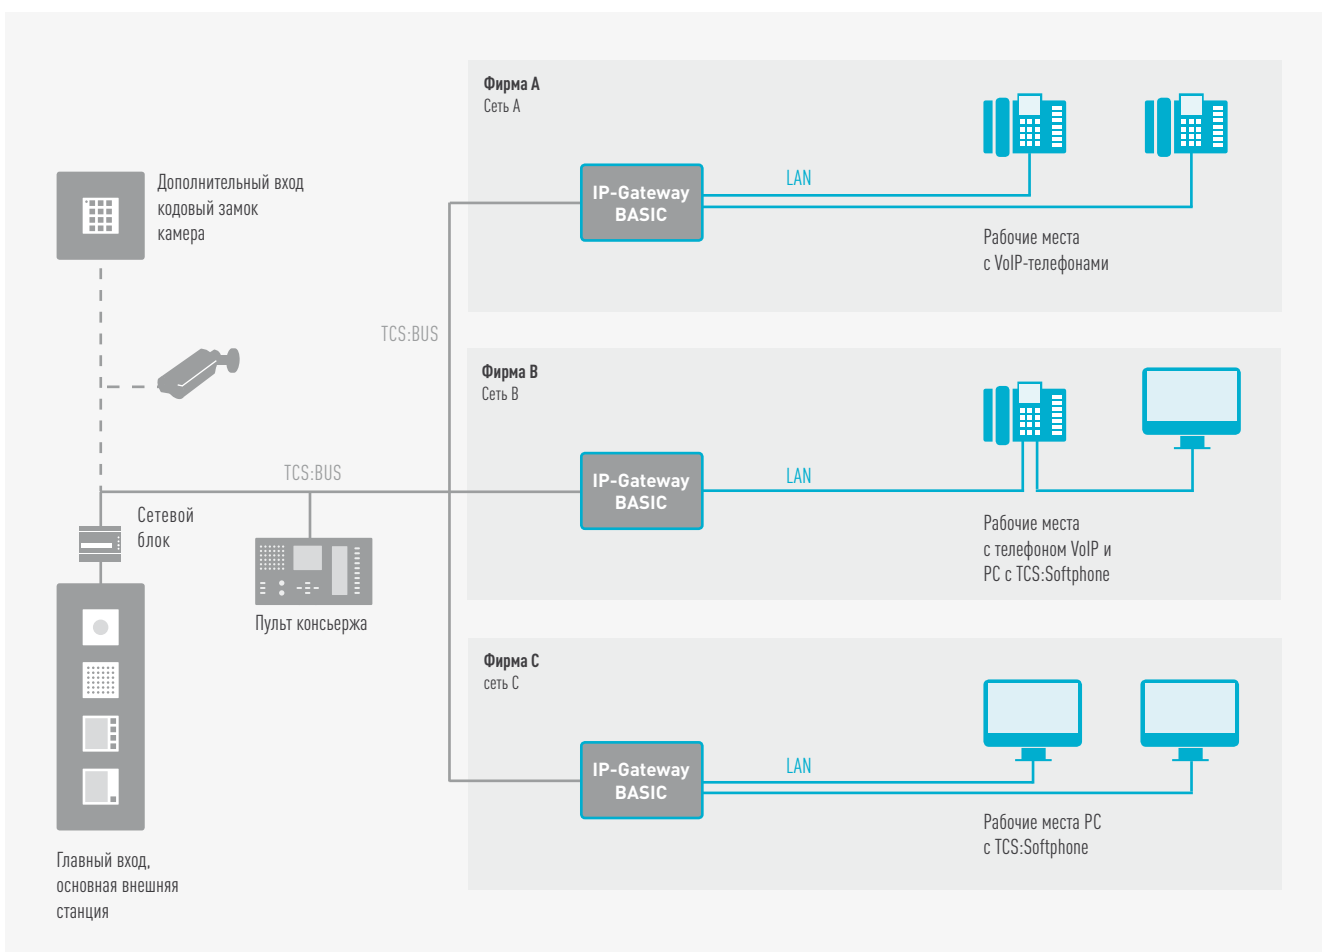 Фирма A
Сеть A
IP-Gateway
BASIC
LAN
Рабочие места
с VoIP-телефонами
Дополнительный вход
кодовый замок
камера
TCS:BUS
Фирма B
Сеть B
IP-Gateway
BASIC
LAN
Рабочие места
с телефоном VoIP и
PC с TCS:Softphone
TCS:BUS
Сетевой
блок
Пульт консьержа
Фирма C
сеть C
IP-Gateway
BASIC
LAN
Рабочие места PC
с TCS:Softphone
Главный вход,
основная внешняя
станция